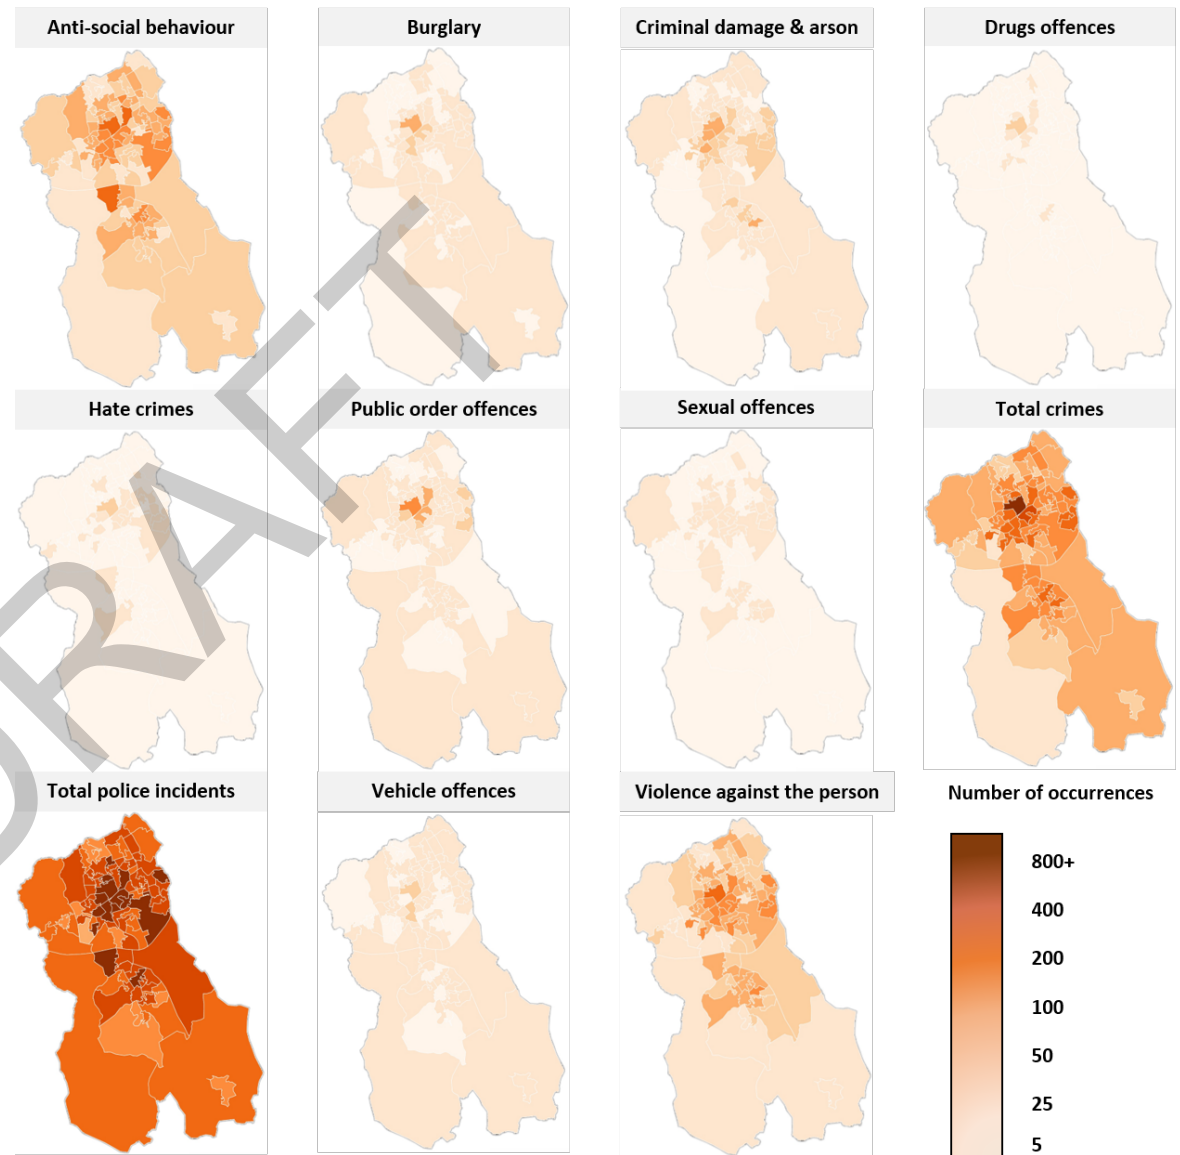 Anti-social behaviour
Burglary
Criminal damage & arson
Drugs offences
Hate crimes
Public order offences
Sexual offences
Total crimes
Total police incidents
Vehicle offences
Violence against the person
Number of occurrences
800+
400
200
100
50
25
5
DRAFT